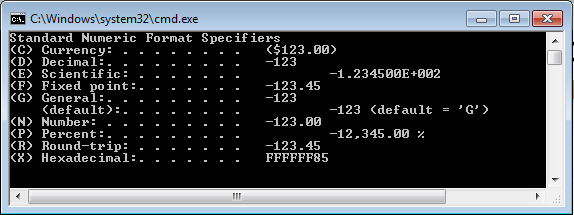 C:\Windows\system32\cmd.exe
Standard Numeric Format Specifiers
(C) Currency: . . . . . . . . ($123.00)
(D) Decimal:. . . . . . . . . -123
(E) Scientific: . . . . . . . -1.234500E+002
(F) Fixed point:. . . . . . . -123.45
(G) General:. . . . . . . . . -123
(default):. . . . . . . . -123 (default = 'G')
(N) Number: . . . . . . . . . -123.00
(P) Percent:. . . . . . . . . -12,345.00 %
(R) Round-trip: . . . . . . . -123.45
(X) Hexadecimal:. . . . . . . FFFFFF85